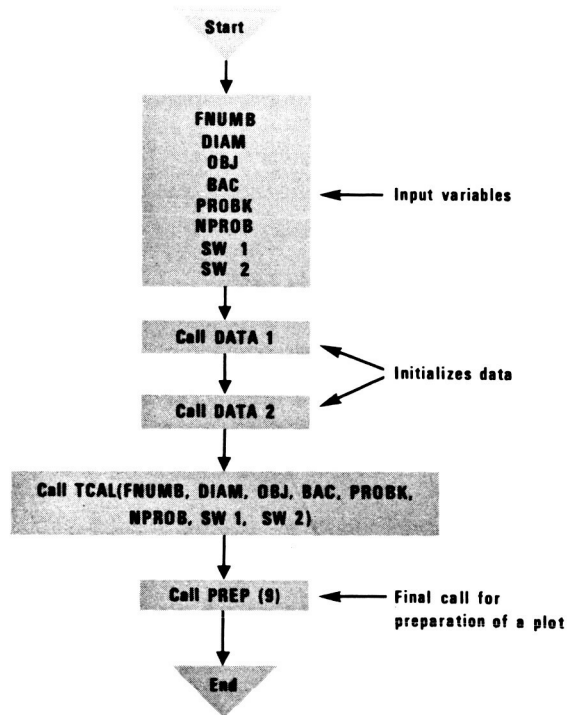 Start
FNUMB
DIAM
OBJ
BAC
PROBK
NPROB
SW 1
SW 2
Input variables
Call DATA 1
Initializes data
Call DATA 2
Call TCAL(FNUMB, DIAM, OBJ, BAC, PROBK,
NPROB, SW 1, SW 2)
Call PREP (9)
Final call for
preparation of a plot
End